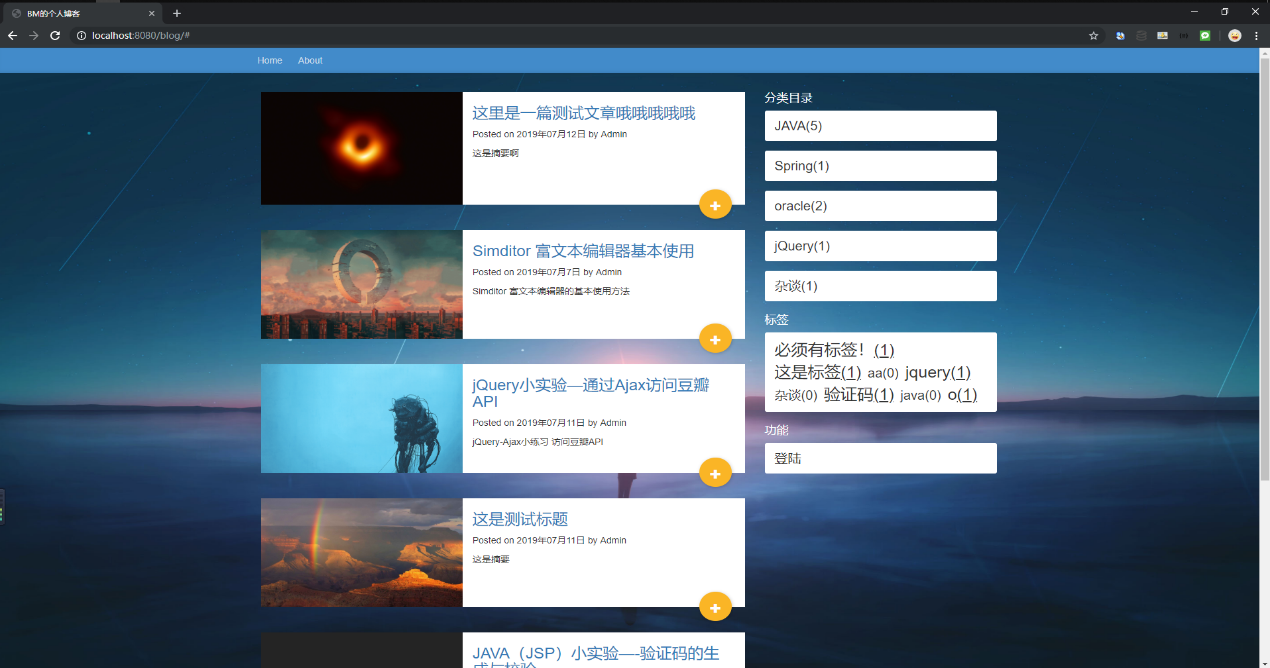 BM的个人博客
localhost:8080/blog/#
Home About
这里是一篇测试文章哦哦哦哦哦
Posted on 2019年07月12日 by Admin
这是摘要啊
Simditor 富文本编辑器基本使用
Posted on 2019年07月7日 by Admin
Simditor 富文本编辑器的基本使用方法
jQuery小实验—通过Ajax访问豆瓣
API
Posted on 2019年07月11日 by Admin
jQuery-Ajax小练习 访问豆瓣API
这是测试标题
Posted on 2019年07月11日 by Admin
这是摘要
JAVA（JSP）小实验—-验证码的生
成与校验
分类目录
JAVA(5)
Spring(1)
oracle(2)
jQuery(1)
杂谈(1)
标签
必须有标签！(1)
这是标签(1) aa(0) jquery(1)
杂谈(0) 验证码(1) java(0) o(1)
功能
登陆